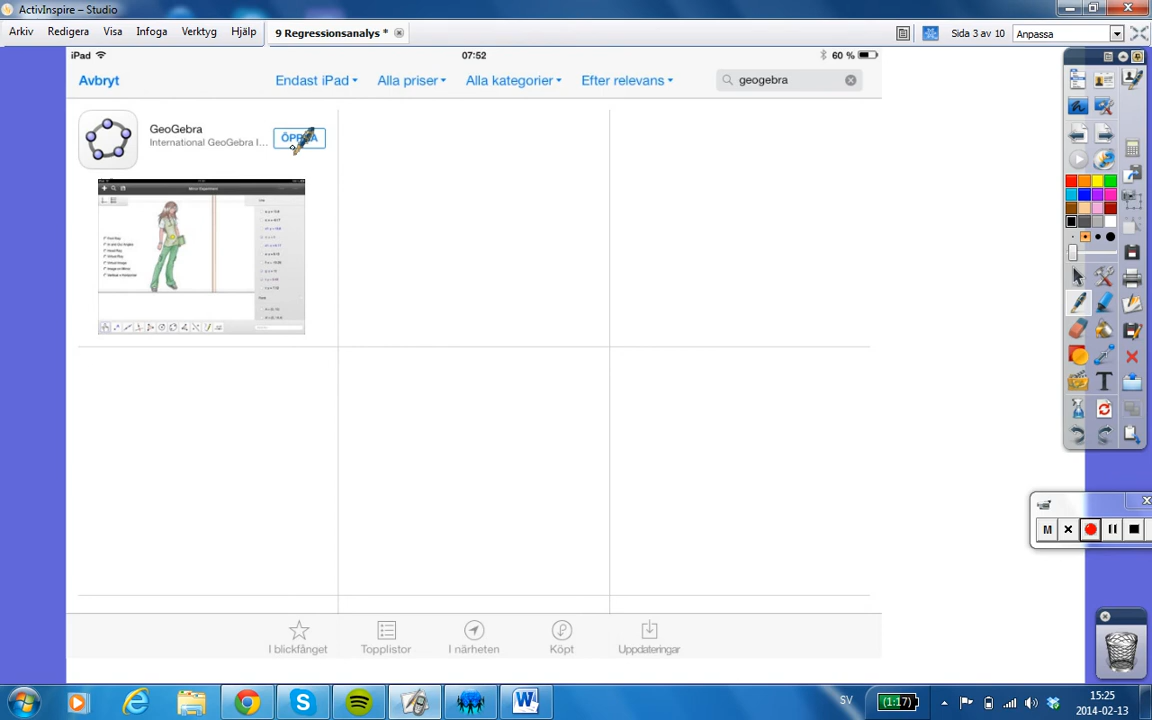 ActivInspire – Studio
Arkiv Redigera Visa Infoga Verktyg Hjälp
9 Regressionsanalys *
Sida 3 av 10
Anpassa
iPad
07:52
60 %
Avbryt
Endast iPad
Alla priser
Alla kategorier
Efter relevans
geogebra
GeoGebra
International GeoGebra I...
I blickfånget
Topplistor
I närheten
Köpt
Uppdateringar
M
SV
(1:17)
15:25
2014-02-13